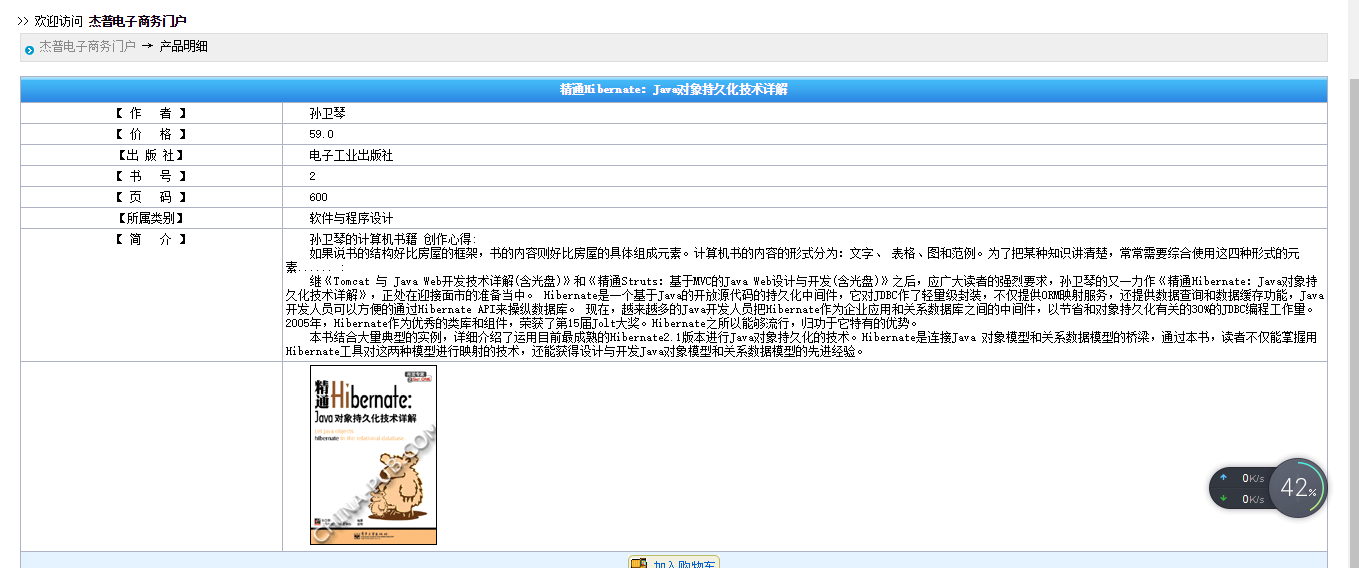 >> 欢迎访问 杰普电子商务门户
杰普电子商务门户 → 产品明细
精通Hibernate: Java对象持久化技术详解
【 作 者 】 孙卫琴
【 价 格 】 59.0
【出 版 社】 电子工业出版社
【 书 号 】 2
【 页 码 】 600
【所属类别】 软件与程序设计
【 简 介 】 孙卫琴的计算机书籍 创作心得:
如果说书的结构好比房屋的框架，书的内容则好比房屋的具体组成元素。计算机书的内容的形式分为：文字、 表格、图和范例。为了把某种知识讲清楚，常常需要综合使用这四种形式的元
素...... :
继《Tomcat 与 Java Web开发技术详解(含光盘)》和《精通Struts：基于MVC的Java Web设计与开发(含光盘)》之后，应广大读者的强烈要求，孙卫琴的又一力作《精通Hibernate: Java对象持
久化技术详解》，正处在迎接面市的准备当中。 Hibernate是一个基于Java的开放源代码的持久化中间件，它对JDBC作了轻量级封装，不仅提供ORM映射服务，还提供数据查询和数据缓存功能，Java
开发人员可以方便的通过Hibernate API来操纵数据库。 现在，越来越多的Java开发人员把Hibernate作为企业应用和关系数据库之间的中间件，以节省和对象持久化有关的30%的JDBC编程工作量。
2005年，Hibernate作为优秀的类库和组件，荣获了第15届Jolt大奖。Hibernate之所以能够流行，归功于它特有的优势。
本书结合大量典型的实例，详细介绍了运用目前最成熟的Hibernate2.1版本进行Java对象持久化的技术。Hibernate是连接Java 对象模型和关系数据模型的桥梁，通过本书，读者不仅能掌握用
Hibernate工具对这两种模型进行映射的技术，还能获得设计与开发Java对象模型和关系数据模型的先进经验。
精通Hibernate:
Java 对象持久化技术详解
hibernate in the relational database
CHINA-PUB.COM
电子工业出版社
0K/s
0K/s
42%
加入购物车